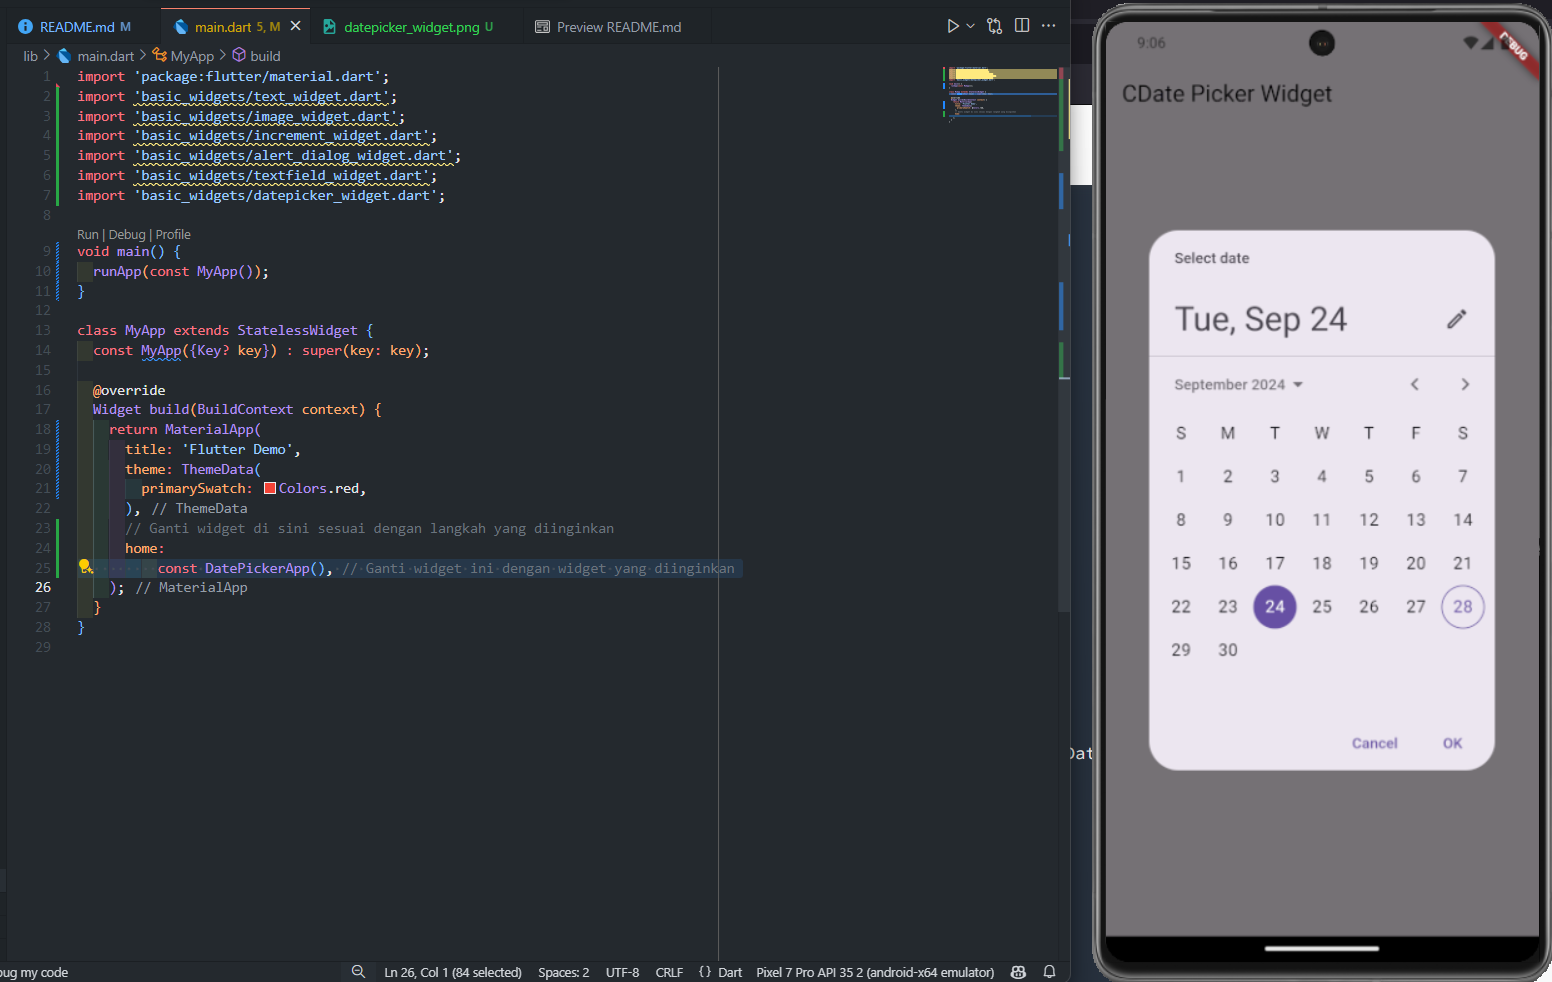 README.md M
main.dart 5, M
datepicker_widget.png U
Preview README.md
lib > main.dart > MyApp > build
1 import 'package:flutter/material.dart';
2 import 'basic_widgets/text_widget.dart';
3 import 'basic_widgets/image_widget.dart';
4 import 'basic_widgets/increment_widget.dart';
5 import 'basic_widgets/alert_dialog_widget.dart';
6 import 'basic_widgets/textfield_widget.dart';
7 import 'basic_widgets/datepicker_widget.dart';
8
Run | Debug | Profile
9 void main() {
10 runApp(const MyApp());
11 }
12
13 class MyApp extends StatelessWidget {
14 const MyApp({Key? key}) : super(key: key);
15
16 @override
17 Widget build(BuildContext context) {
18 return MaterialApp(
19 title: 'Flutter Demo',
20 theme: ThemeData(
21 primarySwatch: Colors.red,
22 ), // ThemeData
23 // Ganti widget di sini sesuai dengan langkah yang diinginkan
24 home:
25 const DatePickerApp(), // Ganti widget ini dengan widget yang diinginkan
26 ); // MaterialApp
27 }
28 }
29
bug my code
Ln 26, Col 1 (84 selected)
Spaces: 2
UTF-8
CRLF
{} Dart
Pixel 7 Pro API 35 2 (android-x64 emulator)
Dat
9:06
DEBUG
CDate Picker Widget
Select date
Tue, Sep 24
September 2024
S M T W T F S
1 2 3 4 5 6 7
8 9 10 11 12 13 14
15 16 17 18 19 20 21
22 23 24 25 26 27 28
29 30
Cancel OK